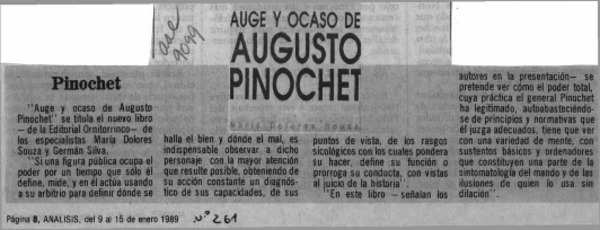 ase
9099
AUGE Y OCASO DE
AUGUSTO
PINOCHET
María Dolores Souza
Pinochet
"Auge y ocaso de Augusto
Pinochet" se titula el nuevo libro
—de la Editorial Ornitorrinco— de
los especialistas María Dolores
Souza y Germán Silva.
"Si una figura pública ocupa el
poder por un tiempo que sólo él
define, mide, y en él actúa usando
a su arbitrio para definir dónde se
halla el bien y dónde el mal, es
indispensable observar a dicho
personaje con la mayor atención
que resulte posible, obteniendo de
su acción constante un diagnós-
tico de sus capacidades, de sus
puntos de vista, de los rasgos
sicológicos con los cuales pondera
su hacer, define su función o
prorroga su conducta, con vistas
al juicio de la historia".
"En este libro —señalan los
autores en la presentación— se
pretende ver cómo el poder total,
cuya práctica el general Pinochet
ha legitimado, autoabasteciéndo-
se de principios y normativas que
él juzga adecuados, tiene que ver
con una variedad de mente, con
sustentos básicos y ordenadores
que constituyen una parte de la
sintomatología del mando y de las
ilusiones de quien lo usa sin
dilación".
Página 8, ANALISIS, del 9 al 15 de enero 1989
nº 261